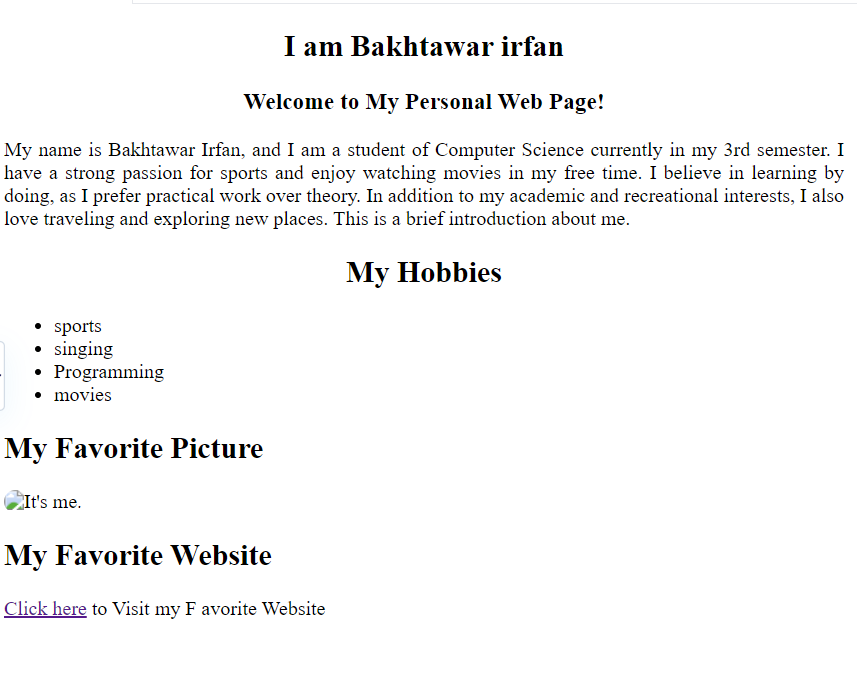 I am Bakhtawar irfan
Welcome to My Personal Web Page!
My name is Bakhtawar Irfan, and I am a student of Computer Science currently in my 3rd semester. I
have a strong passion for sports and enjoy watching movies in my free time. I believe in learning by
doing, as I prefer practical work over theory. In addition to my academic and recreational interests, I also
love traveling and exploring new places. This is a brief introduction about me.
My Hobbies
• sports
• singing
• Programming
• movies
My Favorite Picture
It's me.
My Favorite Website
Click here to Visit my F avorite Website